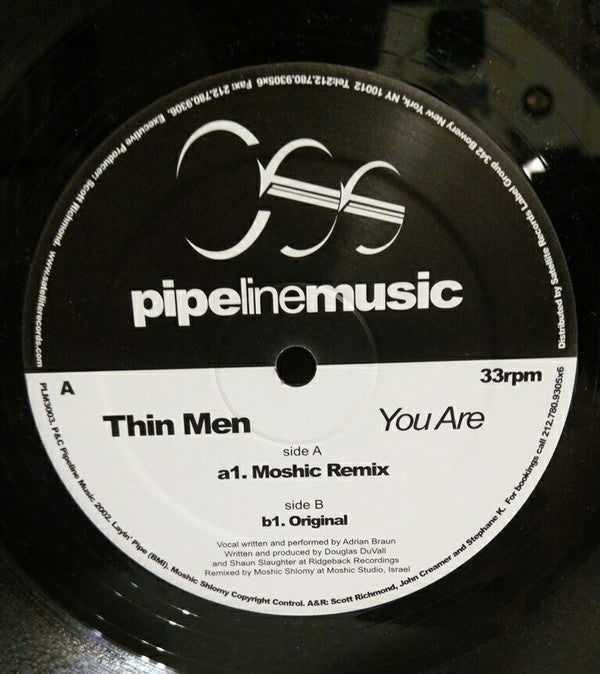 www.satelliterecords.com Executive Producer: Scott Richmond. Distributed by Satellite Records Label Group 342 Bowery New York, NY 10012 Tel:212.780.9305x6 Fax: 212.780.9306.
pipelinemusic
A
33rpm
Thin Men
You Are
side A
a1. Moshic Remix
side B
b1. Original
Vocal written and performed by Adrian Braun
Written and produced by Douglas DuVall
and Shaun Slaughter at Ridgeback Recordings
Remixed by Moshic Shlomy at Moshic Studio, Israel
PLM3003. P&C Pipeline Music 2002. Layin' Pipe (BMI), Moshic Shlomy Copyright Control. A&R: Scott Richmond, John Creamer and Stephane K. For bookings call 212.780.9305x6